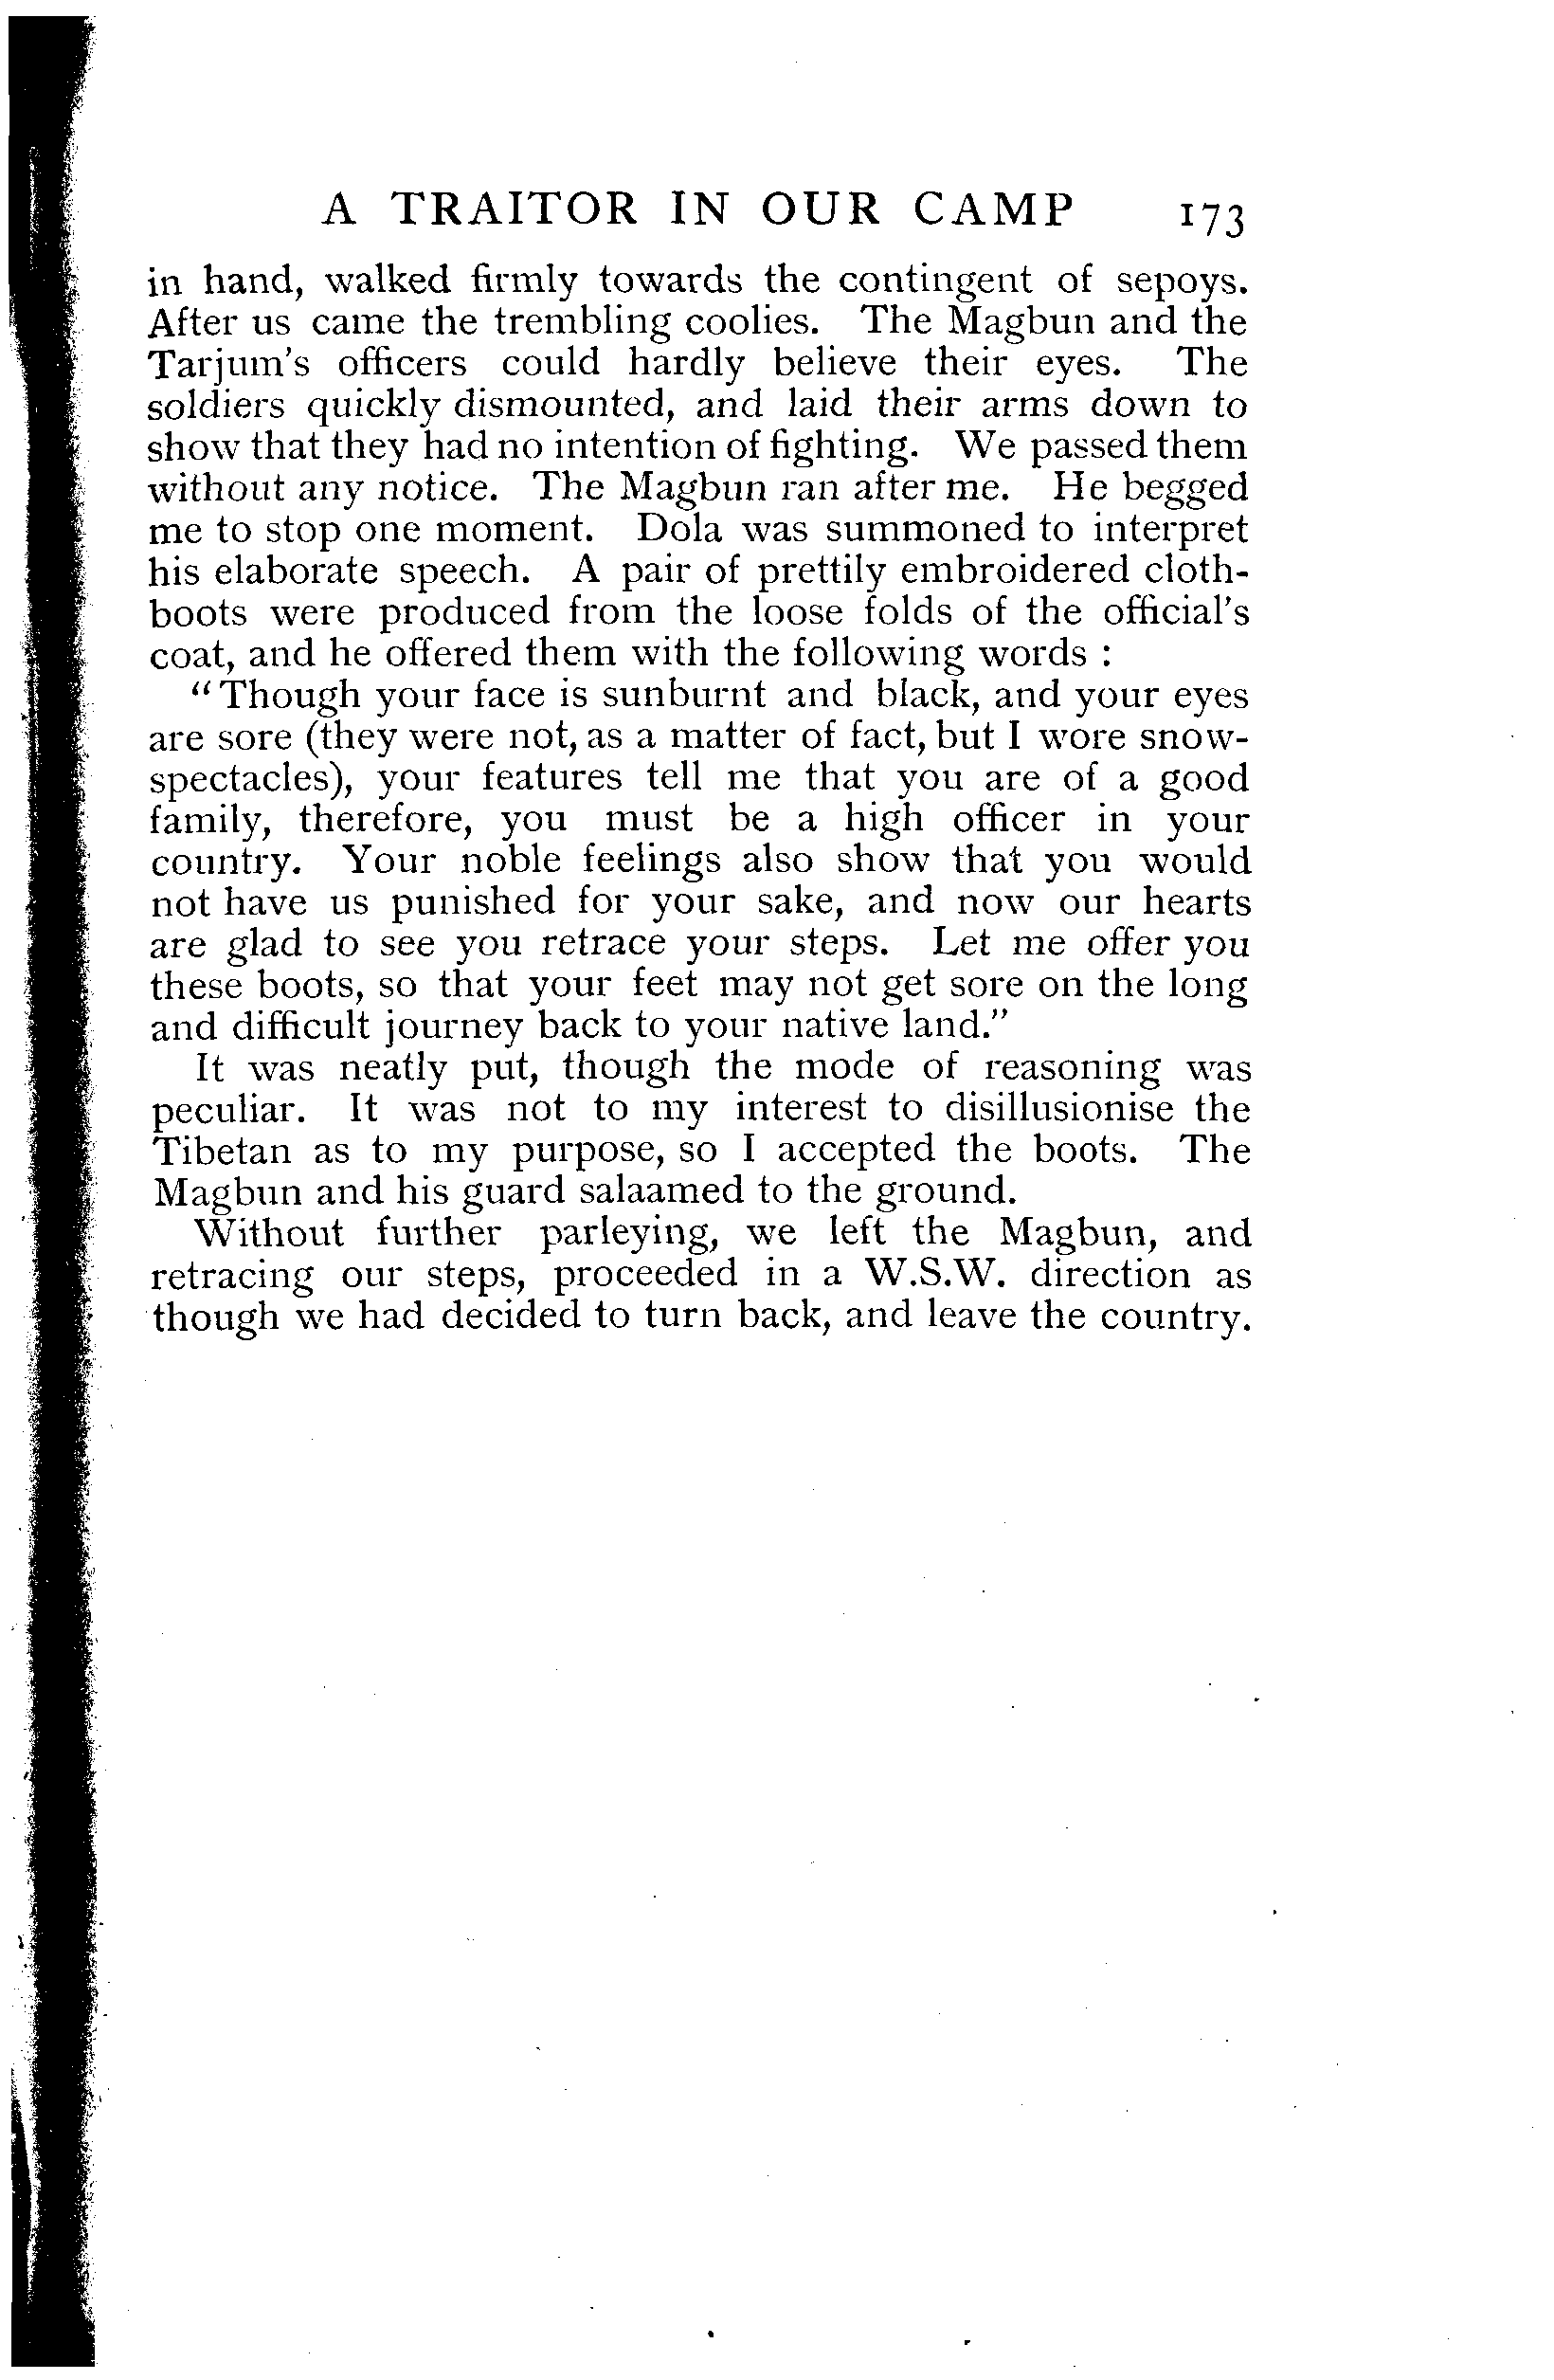 A TRAITOR IN OUR CAMP 173
in hand, walked firmly towards the contingent of sepoys.
After us came the trembling coolies. The Magbun and the
Tarjum's officers could hardly believe their eyes. The
soldiers quickly dismounted, and laid their arms down to
show that they had no intention of fighting. We passed them
without any notice. The Magbun ran after me. He begged
me to stop one moment. Dola was summoned to interpret
his elaborate speech. A pair of prettily embroidered cloth-
boots were produced from the loose folds of the official's
coat, and he offered them with the following words :
"Though your face is sunburnt and black, and your eyes
are sore (they were not, as a matter of fact, but I wore snow-
spectacles), your features tell me that you are of a good
family, therefore, you must be a high officer in your
country. Your noble feelings also show that you would
not have us punished for your sake, and now our hearts
are glad to see you retrace your steps. Let me offer you
these boots, so that your feet may not get sore on the long
and difficult journey back to your native land."
It was neatly put, though the mode of reasoning was
peculiar. It was not to my interest to disillusionise the
Tibetan as to my purpose, so I accepted the boots. The
Magbun and his guard salaamed to the ground.
Without further parleying, we left the Magbun, and
retracing our steps, proceeded in a W.S.W. direction as
though we had decided to turn back, and leave the country.